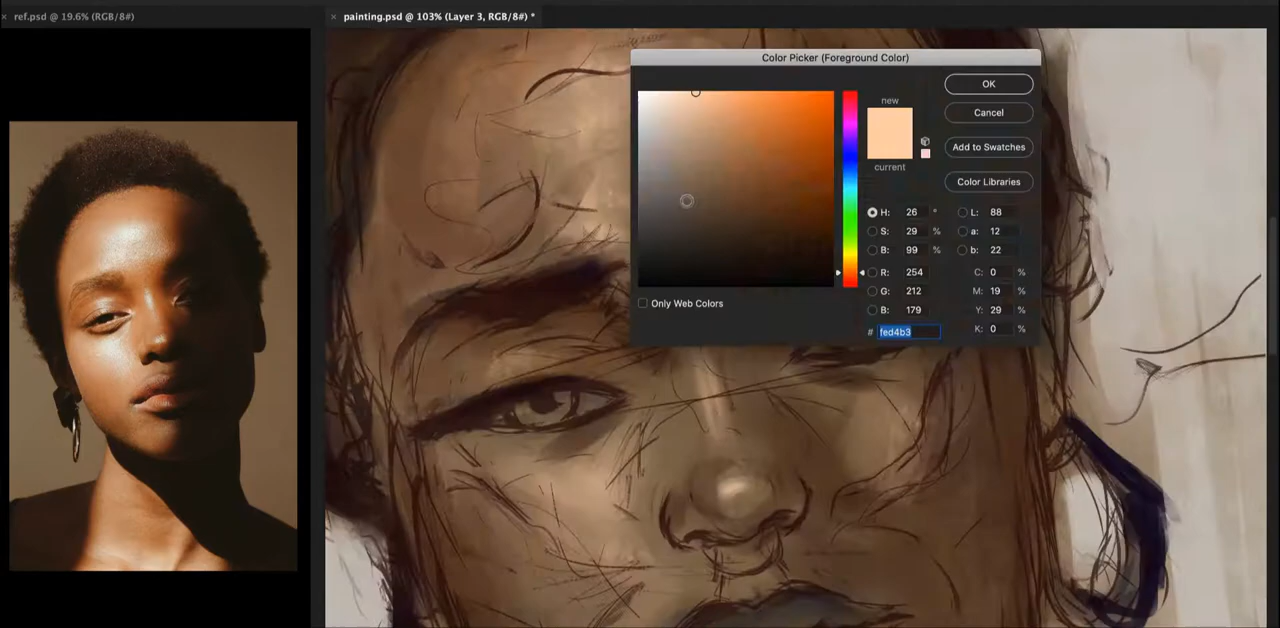 × ref.psd @ 19.6% (RGB/8#)
× painting.psd @ 103% (Layer 3, RGB/8#) *
Color Picker (Foreground Color)
new
current
OK
Cancel
Add to Swatches
Color Libraries
H: 26 °
S: 29 %
B: 99 %
R: 254
G: 212
B: 179
# fed4b3
L: 88
a: 12
b: 22
C: 0 %
M: 19 %
Y: 29 %
K: 0 %
Only Web Colors